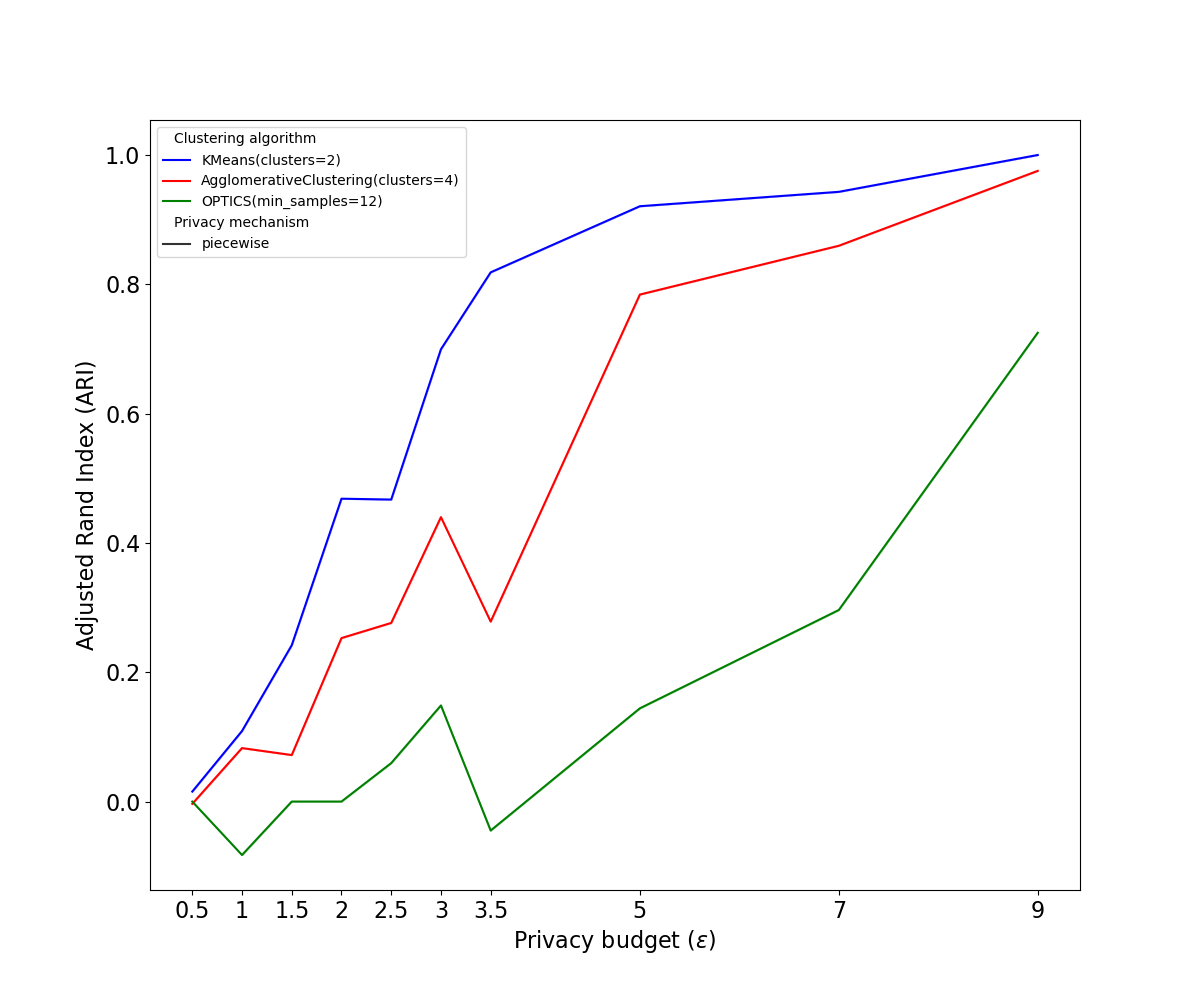 Clustering algorithm
KMeans(clusters=2)
AgglomerativeClustering(clusters=4)
OPTICS(min_samples=12)
Privacy mechanism
piecewise
1.0
0.8
0.6
0.4
0.2
0.0
Adjusted Rand Index (ARI)
0.5 1 1.5 2 2.5 3 3.5 5 7 9
Privacy budget (ε)